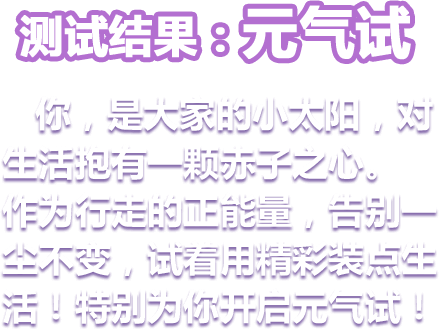 测试结果：元气试
你，是大家的小太阳，对
生活抱有一颗赤子之心。
作为行走的正能量，告别一
尘不变，试着用精彩装点生
活！特别为你开启元气试！